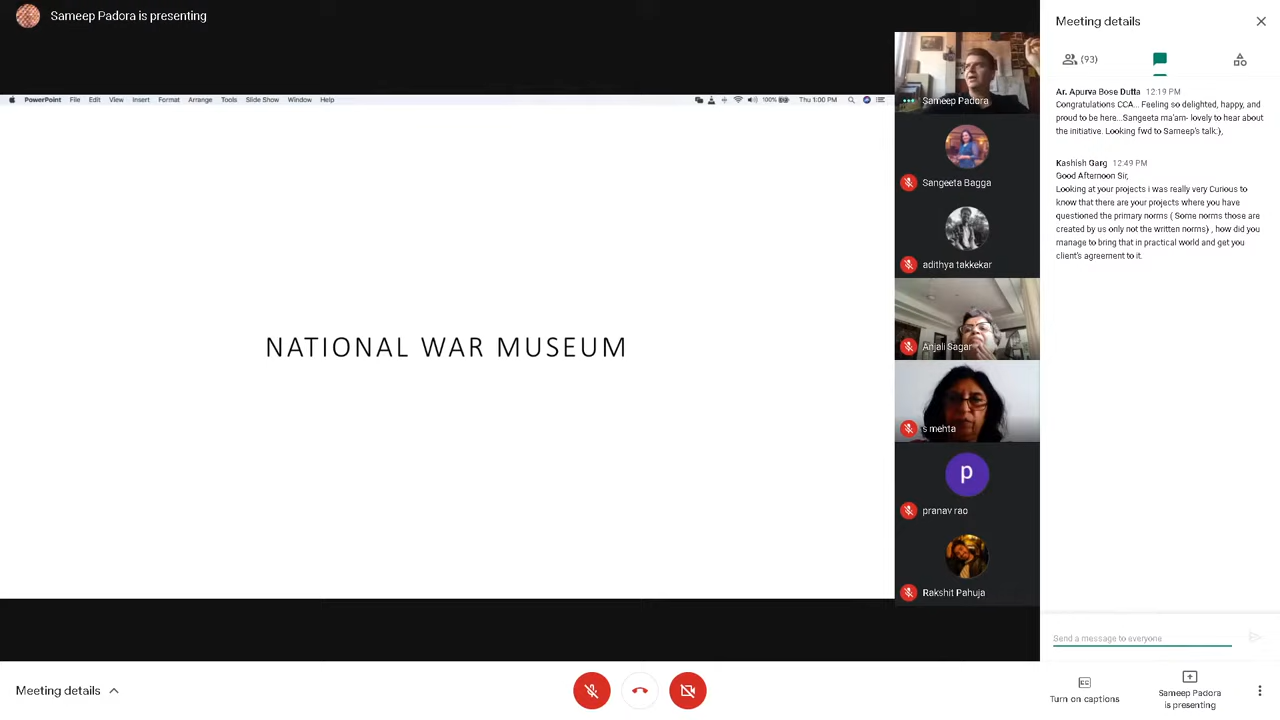 Sameep Padora is presenting
PowerPoint File Edit View Insert Format Arrange Tools Slide Show Window Help
100% Thu 1:00 PM
NATIONAL WAR MUSEUM
Sameep Padora
Sangeeta Bagga
adithya takkekar
Anjali Sagar
s mehta
p
pranav rao
Rakshit Pahuja
Meeting details
(93)
Ar. Apurva Bose Dutta 12:19 PM
Congratulations CCA... Feeling so delighted, happy, and
proud to be here...Sangeeta ma'am- lovely to hear about
the initiative. Looking fwd to Sameep's talk:),
Kashish Garg 12:49 PM
Good Afternoon Sir,
Looking at your projects i was really very Curious to
know that there are your projects where you have
questioned the primary norms ( Some norms those are
created by us only not the written norms) , how did you
manage to bring that in practical world and get you
client's agreement to it.
Send a message to everyone
Meeting details
Turn on captions
Sameep Padora
is presenting